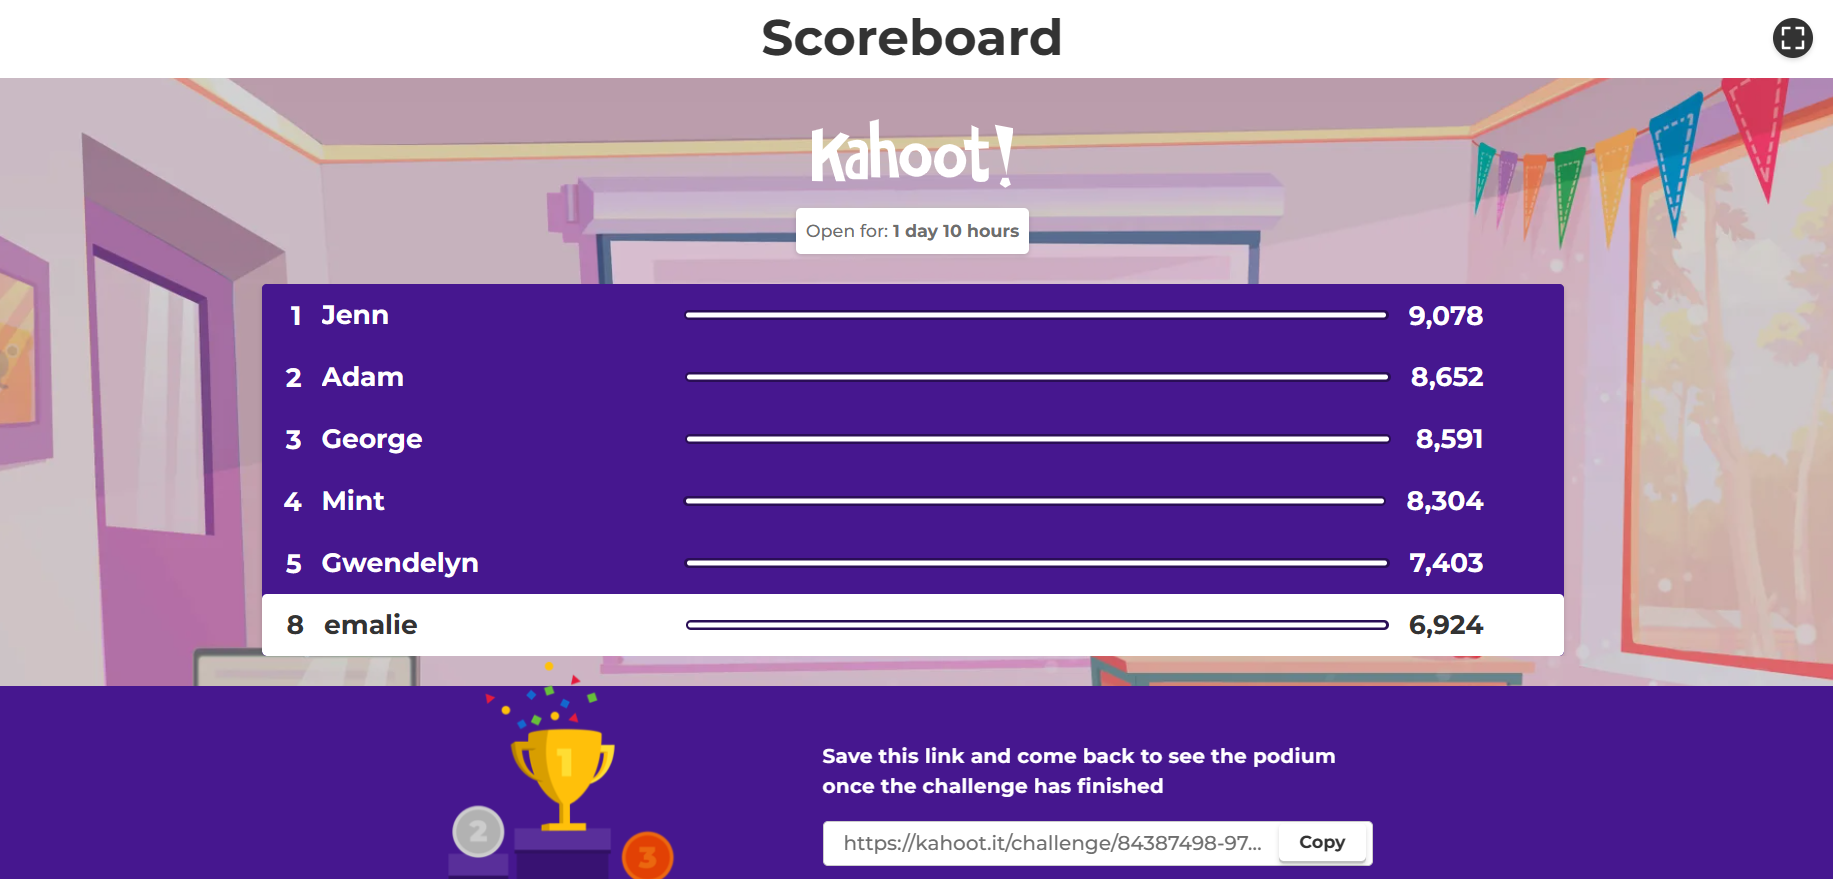 Scoreboard
Kahoot!
Open for: 1 day 10 hours
1 Jenn 9,078
2 Adam 8,652
3 George 8,591
4 Mint 8,304
5 Gwendelyn 7,403
8 emalie 6,924
1
2
3
Save this link and come back to see the podium
once the challenge has finished
https://kahoot.it/challenge/84387498-97... Copy